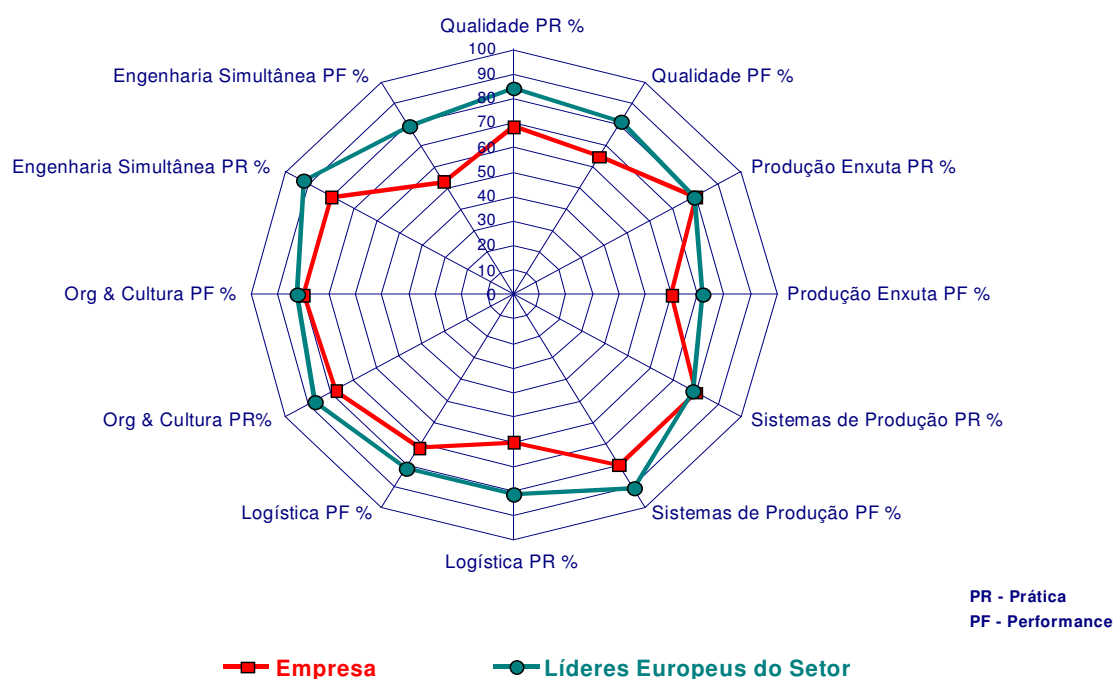 Qualidade PR %
Engenharia Simultânea PF %
Qualidade PF %
Engenharia Simultânea PR %
Produção Enxuta PR %
Org & Cultura PF %
Produção Enxuta PF %
Org & Cultura PR%
Sistemas de Produção PR %
Logística PF %
Sistemas de Produção PF %
Logística PR %
100
90
80
70
60
50
40
30
20
10
0
PR - Prática
PF - Performance
Empresa
Líderes Europeus do Setor